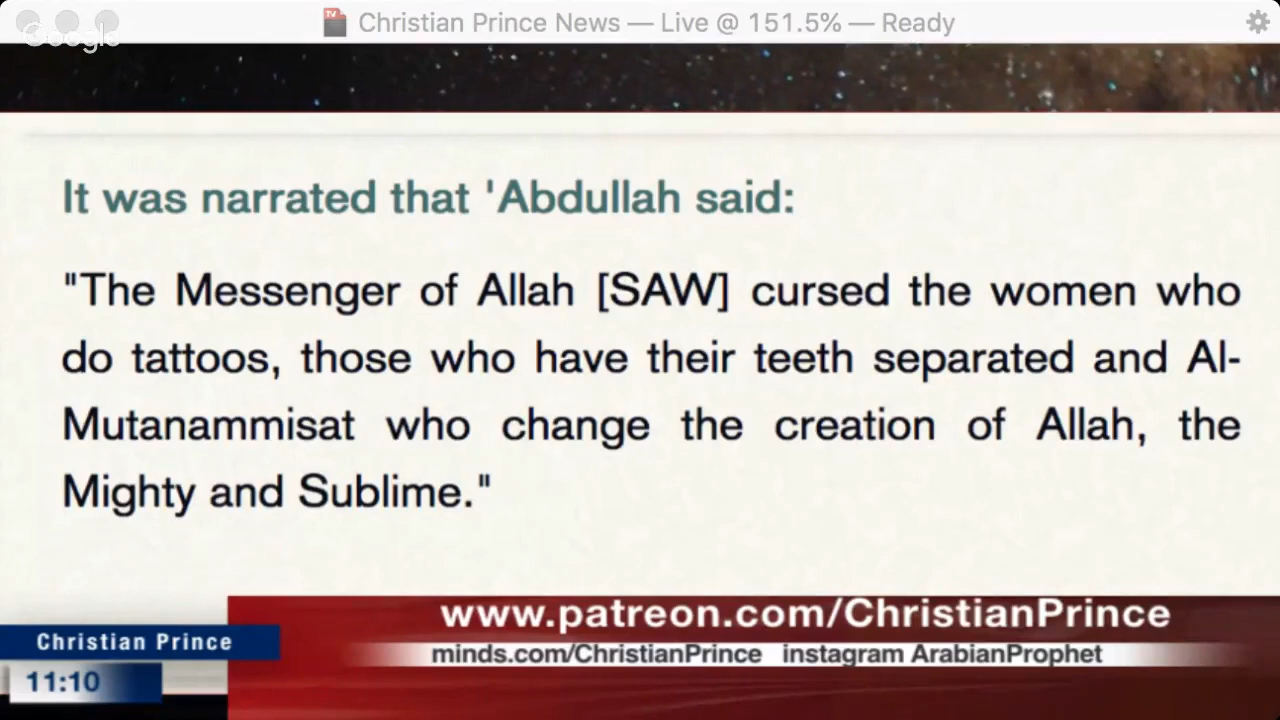 Christian Prince News — Live @ 151.5% — Ready
Google
It was narrated that 'Abdullah said:
"The Messenger of Allah [SAW] cursed the women who
do tattoos, those who have their teeth separated and Al-
Mutanammisat who change the creation of Allah, the
Mighty and Sublime."
www.patreon.com/ChristianPrince
Christian Prince
minds.com/ChristianPrince instagram ArabianProphet
11:10